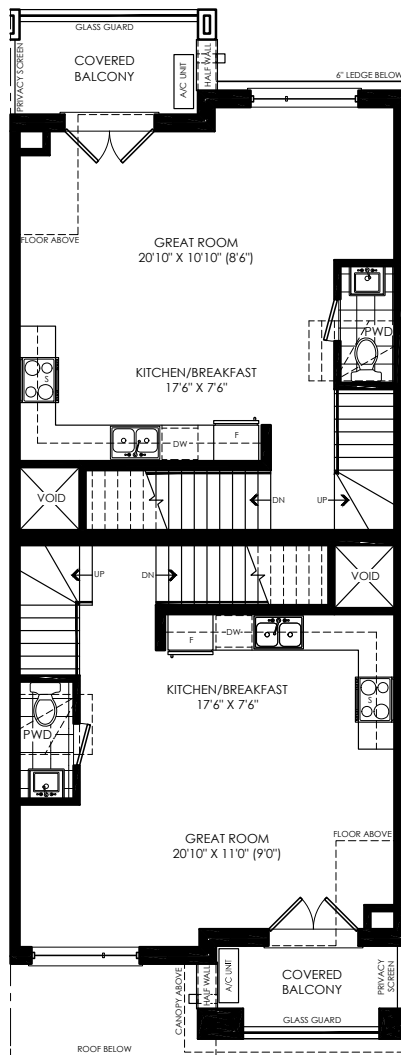 GLASS GUARD
PRIVACY SCREEN
COVERED
BALCONY
A/C UNIT
HALF WALL
6" LEDGE BELOW
FLOOR ABOVE
GREAT ROOM
20'10" X 10'10" (8'6")
PWD
KITCHEN/BREAKFAST
17'6" X 7'6"
S
DW
F
VOID
DN
UP
UP
DN
VOID
F
DW
KITCHEN/BREAKFAST
17'6" X 7'6"
S
PWD
FLOOR ABOVE
GREAT ROOM
20'10" X 11'0" (9'0")
CANOPY ABOVE
HALF WALL
A/C UNIT
COVERED
BALCONY
PRIVACY
SCREEN
GLASS GUARD
ROOF BELOW